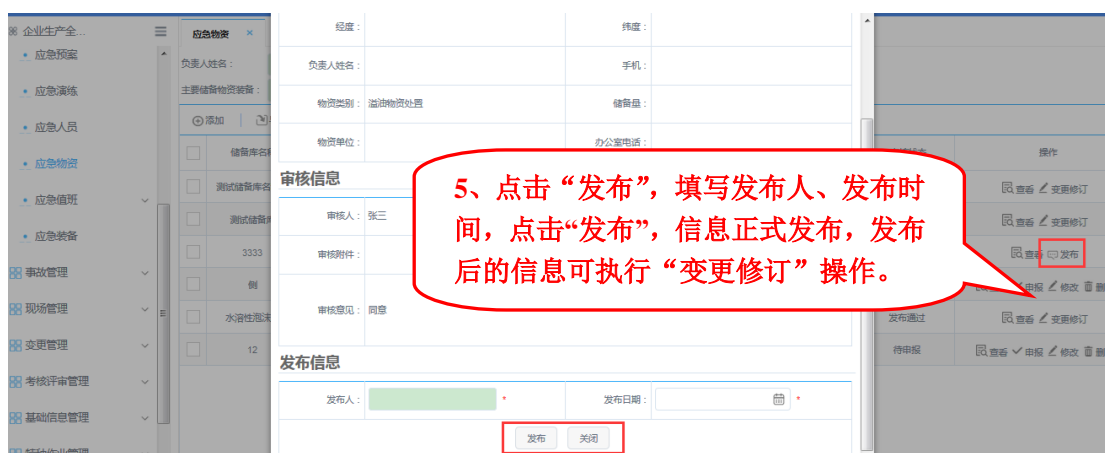 企业生产全...
应急预案
应急演练
应急人员
应急物资
应急值班
应急装备
事故管理
现场管理
变更管理
考核评审管理
基础信息管理
应急物资 ×
负责人姓名：
主要储备物资装备：
添加
储备库名
测试储备库名
测试储备库
3333
例
水溶性泡沫
12
经度：
纬度：
负责人姓名：
手机：
物资类别： 溢油物资处置
储备量：
物资单位：
办公室电话：
审核信息
审核人： 张三
审核附件：
审核意见： 同意
发布信息
发布人： *
发布日期： *
发布 关闭
5、点击“发布”，填写发布人、发布时
间，点击“发布”，信息正式发布，发布
后的信息可执行“变更修订”操作。
操作
查看 变更修订
查看 变更修订
查看 发布
申报 修改 删
发布通过 查看 变更修订
待申报 查看 申报 修改 删